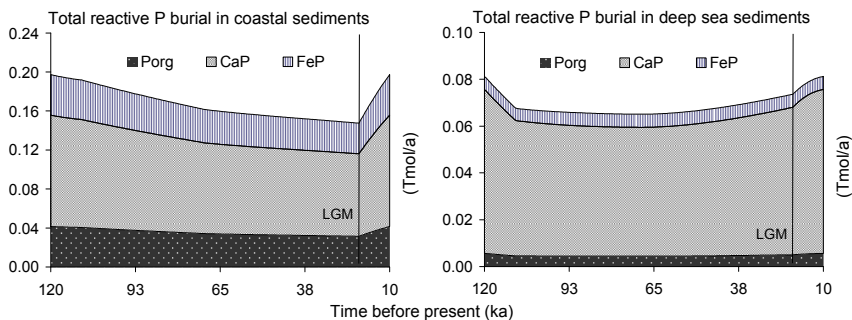 Total reactive P burial in coastal sediments
0.24
0.20
0.16
0.12
0.08
0.04
0.00
Porg CaP FeP
LGM
(Tmol/a)
120 93 65 38 10
Total reactive P burial in deep sea sediments
0.10
0.08
0.06
0.04
0.02
0.00
Porg CaP FeP
LGM
(Tmol/a)
120 93 65 38 10
Time before present (ka)